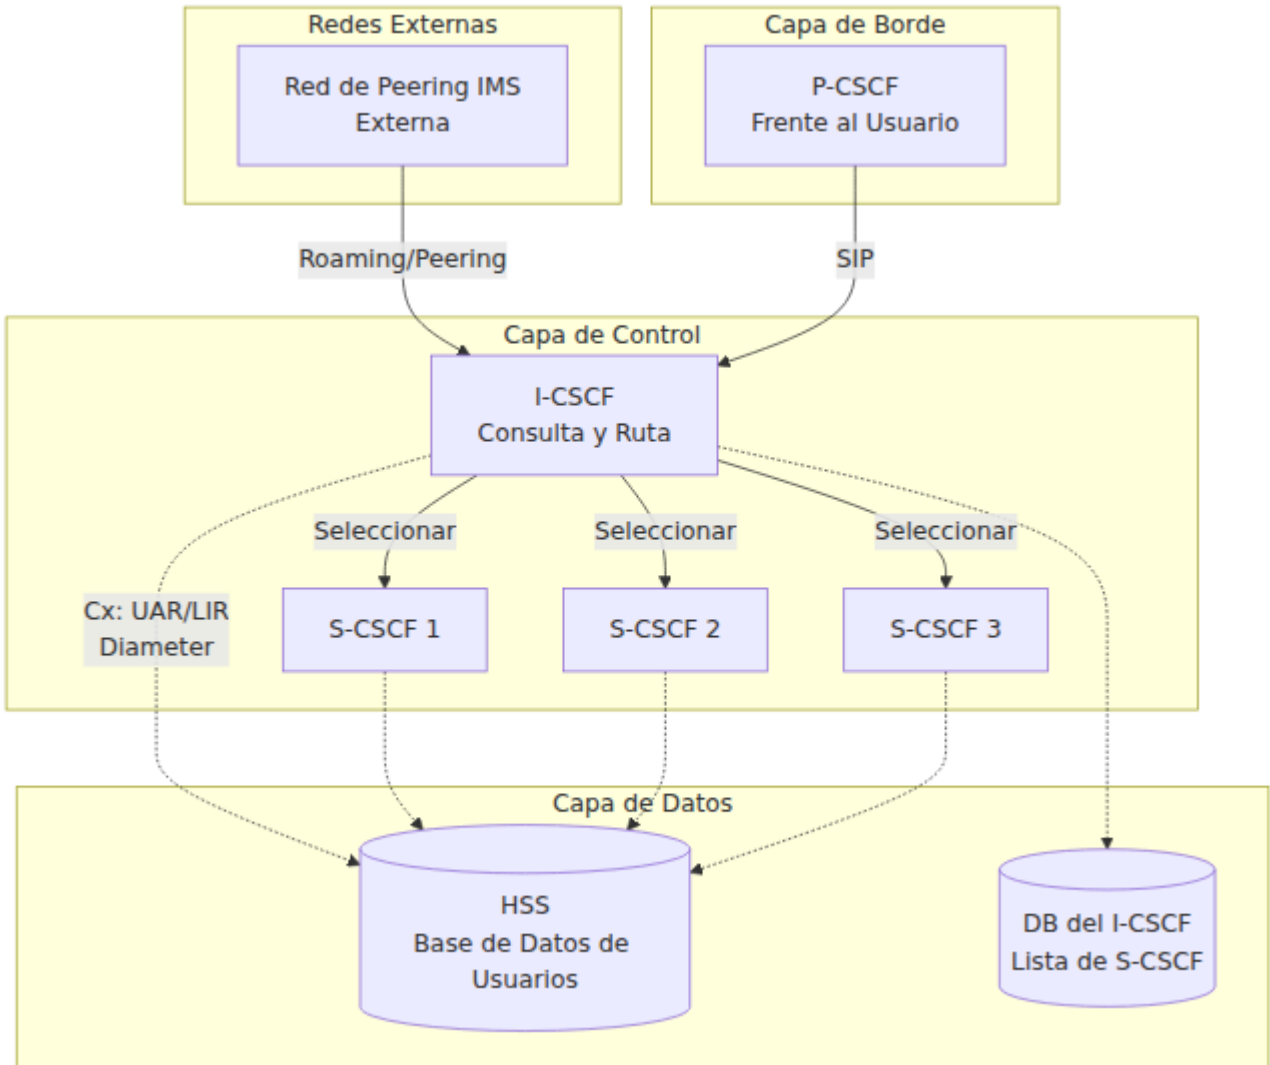 Redes Externas
Red de Peering IMS
Externa
Capa de Borde
P-CSCF
Frente al Usuario
Roaming/Peering
SIP
Capa de Control
I-CSCF
Consulta y Ruta
Seleccionar
Seleccionar
Seleccionar
Cx: UAR/LIR
Diameter
S-CSCF 1
S-CSCF 2
S-CSCF 3
Capa de Datos
HSS
Base de Datos de
Usuarios
DB del I-CSCF
Lista de S-CSCF